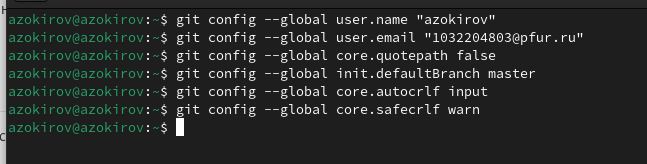 azokirov@azokirov:~$ git config --global user.name "azokirov"
azokirov@azokirov:~$ git config --global user.email "1032204803@pfur.ru"
azokirov@azokirov:~$ git config --global core.quotepath false
azokirov@azokirov:~$ git config --global init.defaultBranch master
azokirov@azokirov:~$ git config --global core.autocrlf input
azokirov@azokirov:~$ git config --global core.safecrlf warn
azokirov@azokirov:~$